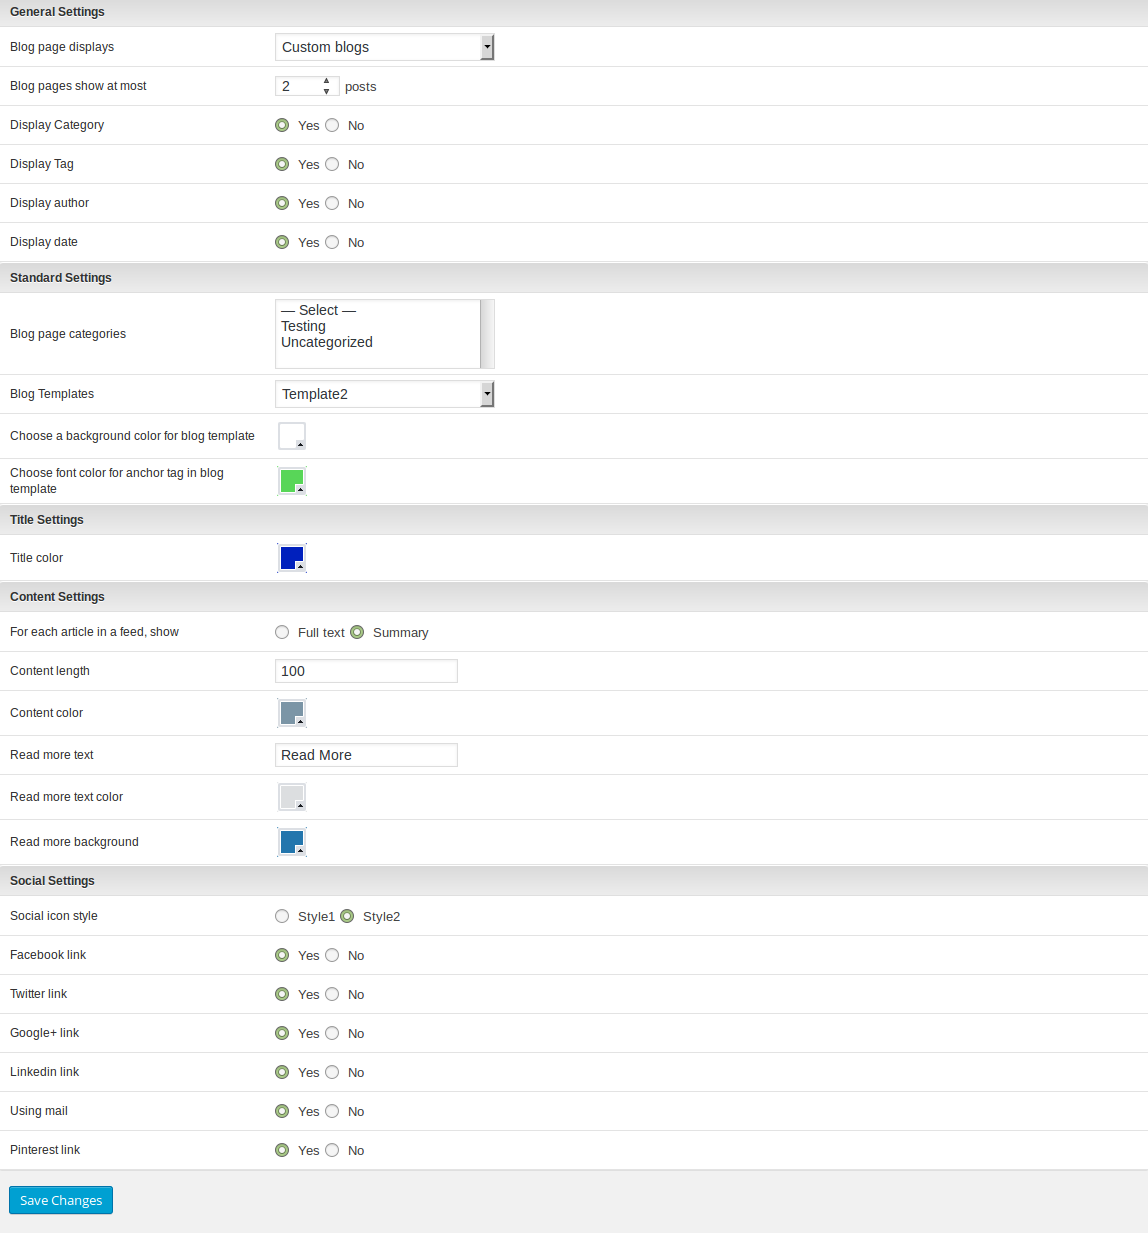 General Settings
Blog page displays Custom blogs
Blog pages show at most 2 posts
Display Category Yes No
Display Tag Yes No
Display author Yes No
Display date Yes No
Standard Settings
— Select —
Testing
Blog page categories
Uncategorized
Blog Templates Template2
Choose a background color for blog template
Choose font color for anchor tag in blog
template
Title Settings
Title color
Content Settings
For each article in a feed, show Full text Summary
Content length 100
Content color
Read more text Read More
Read more text color
Read more background
Social Settings
Social icon style Style1 Style2
Facebook link Yes No
Twitter link Yes No
Google+ link Yes No
Linkedin link Yes No
Using mail Yes No
Pinterest link Yes No
Save Changes